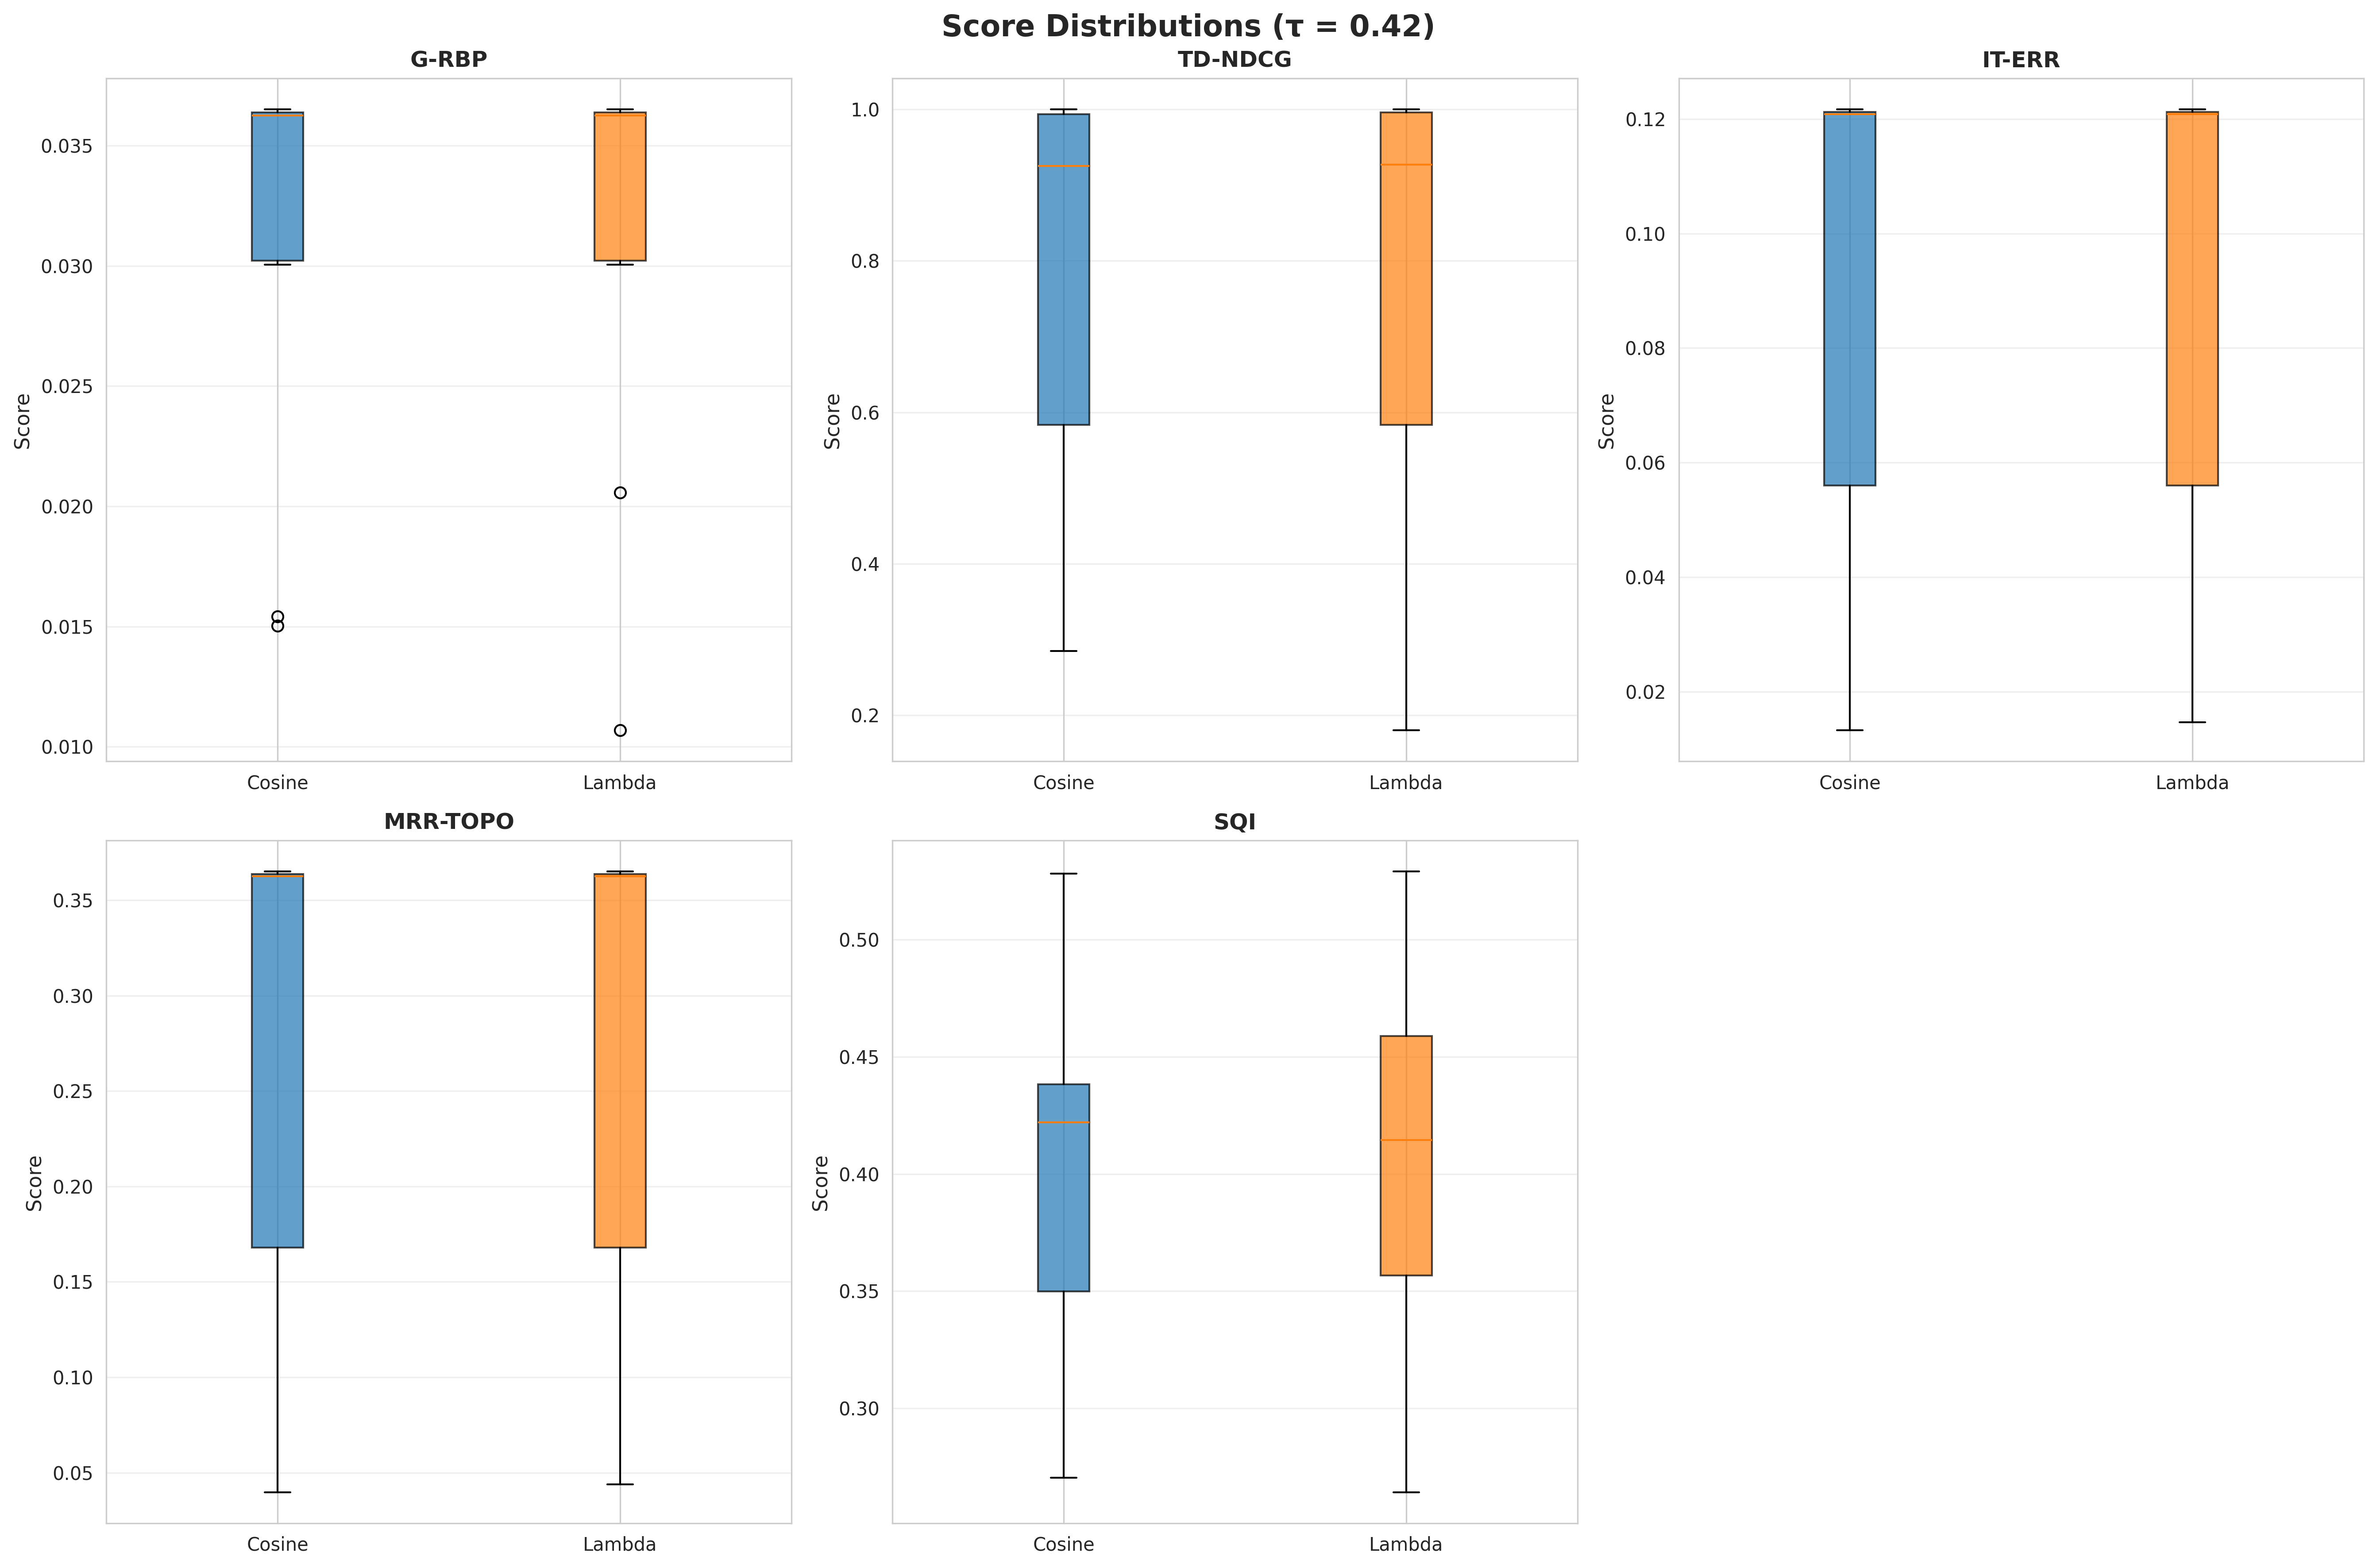 Score Distributions (τ = 0.42)
G-RBP
Score
0.035
0.030
0.025
0.020
0.015
0.010
Cosine Lambda
TD-NDCG
Score
1.0
0.8
0.6
0.4
0.2
Cosine Lambda
IT-ERR
Score
0.12
0.10
0.08
0.06
0.04
0.02
Cosine Lambda
MRR-TOPO
Score
0.35
0.30
0.25
0.20
0.15
0.10
0.05
Cosine Lambda
SQI
Score
0.50
0.45
0.40
0.35
0.30
Cosine Lambda